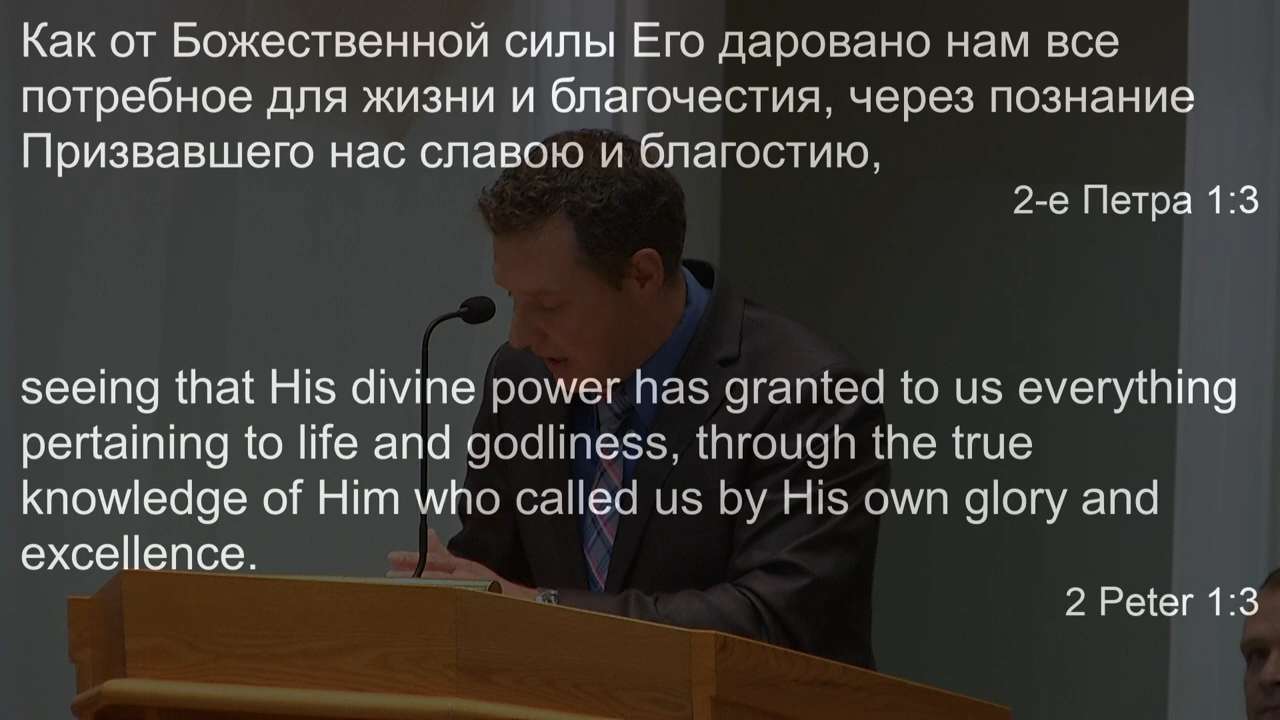 Как от Божественной силы Его даровано нам все
потребное для жизни и благочестия, через познание
Призвавшего нас славою и благостию,
2-е Петра 1:3
seeing that His divine power has granted to us everything
pertaining to life and godliness, through the true
knowledge of Him who called us by His own glory and
excellence.
2 Peter 1:3